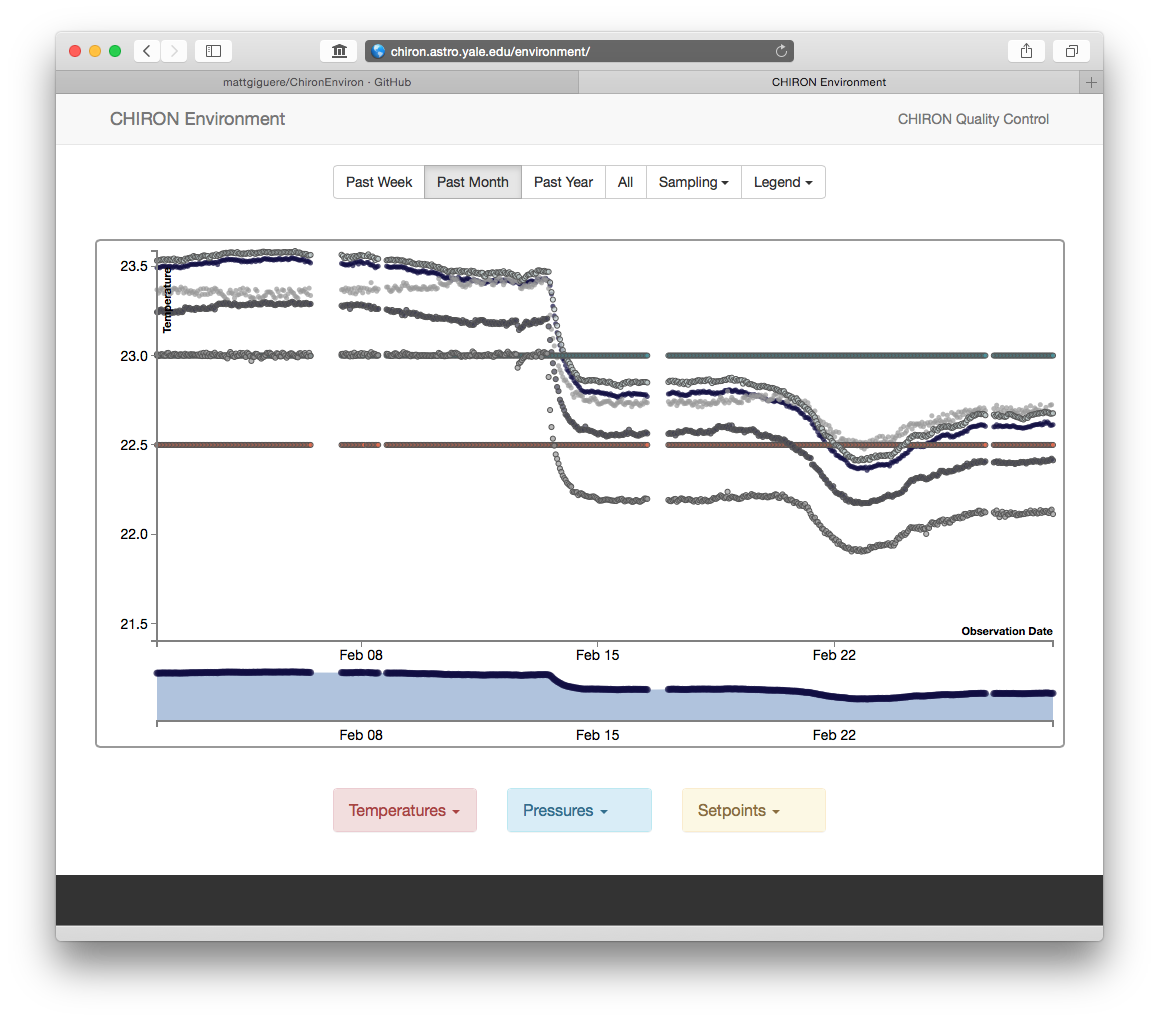 chiron.astro.yale.edu/environment/
mattgiguere/ChironEnviron · GitHub
CHIRON Environment
+
CHIRON Environment
CHIRON Quality Control
Past Week
Past Month
Past Year
All
Sampling
Legend
23.5
23.0
22.5
22.0
21.5
Temperature
Observation Date
Feb 08
Feb 15
Feb 22
Feb 08
Feb 15
Feb 22
Temperatures
Pressures
Setpoints